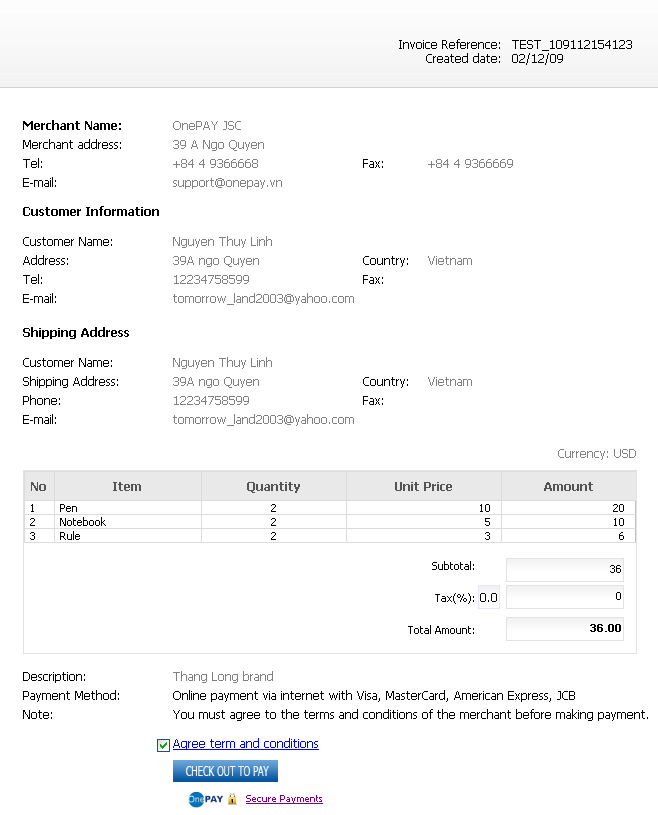 Invoice Reference: TEST_109112154123
Created date: 02/12/09
Merchant Name: OnePAY JSC
Merchant address: 39 A Ngo Quyen
Tel: +84 4 9366668 Fax: +84 4 9366669
E-mail: support@onepay.vn
Customer Information
Customer Name: Nguyen Thuy Linh
Address: 39A ngo Quyen Country: Vietnam
Tel: 12234758599 Fax:
E-mail: tomorrow_land2003@yahoo.com
Shipping Address
Customer Name: Nguyen Thuy Linh
Shipping Address: 39A ngo Quyen Country: Vietnam
Phone: 12234758599 Fax:
E-mail: tomorrow_land2003@yahoo.com
Currency: USD
No Item Quantity Unit Price Amount
1 Pen 2 10 20
2 Notebook 2 5 10
3 Rule 2 3 6
Subtotal: 36
Tax(%): 0.0 0
Total Amount: 36.00
Description: Thang Long brand
Payment Method: Online payment via internet with Visa, MasterCard, American Express, JCB
Note: You must agree to the terms and conditions of the merchant before making payment.
Agree term and conditions
CHECK OUT TO PAY
OnePAY Secure Payments